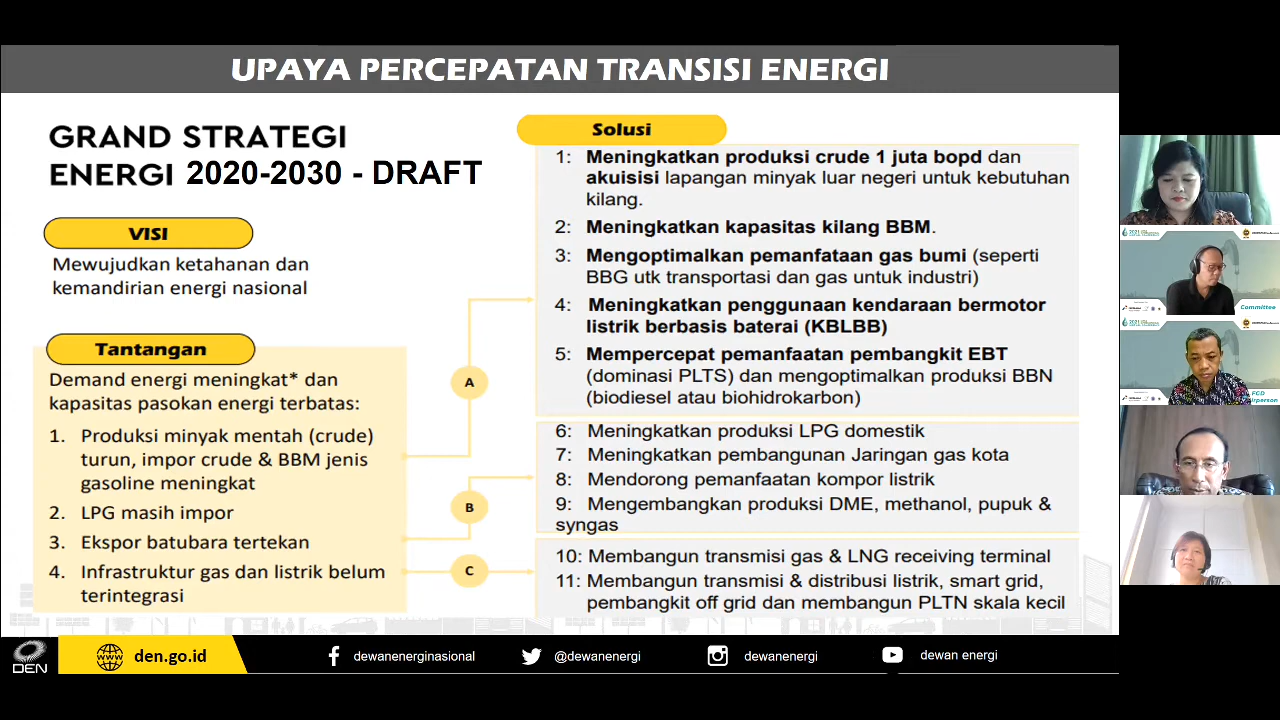 UPAYA PERCEPATAN TRANSISI ENERGI
GRAND STRATEGI
ENERGI 2020-2030 - DRAFT
VISI
Mewujudkan ketahanan dan
kemandirian energi nasional
Tantangan
Demand energi meningkat* dan
kapasitas pasokan energi terbatas:
1. Produksi minyak mentah (crude)
turun, impor crude & BBM jenis
gasoline meningkat
2. LPG masih impor
3. Ekspor batubara tertekan
4. Infrastruktur gas dan listrik belum
terintegrasi
A
B
C
Solusi
1: Meningkatkan produksi crude 1 juta bopd dan
akuisisi lapangan minyak luar negeri untuk kebutuhan
kilang.
2: Meningkatkan kapasitas kilang BBM.
3: Mengoptimalkan pemanfataan gas bumi (seperti
BBG utk transportasi dan gas untuk industri)
4: Meningkatkan penggunaan kendaraan bermotor
listrik berbasis baterai (KBLBB)
5: Mempercepat pemanfaatan pembangkit EBT
(dominasi PLTS) dan mengoptimalkan produksi BBN
(biodiesel atau biohidrokarbon)
6: Meningkatkan produksi LPG domestik
7: Meningkatkan pembangunan Jaringan gas kota
8: Mendorong pemanfaatan kompor listrik
9: Mengembangkan produksi DME, methanol, pupuk &
syngas
10: Membangun transmisi gas & LNG receiving terminal
11: Membangun transmisi & distribusi listrik, smart grid,
pembangkit off grid dan membangun PLTN skala kecil
DEN
www
den.go.id
dewanenerginasional
@dewanenergi
dewanenergi
dewan energi
Committee
FGD